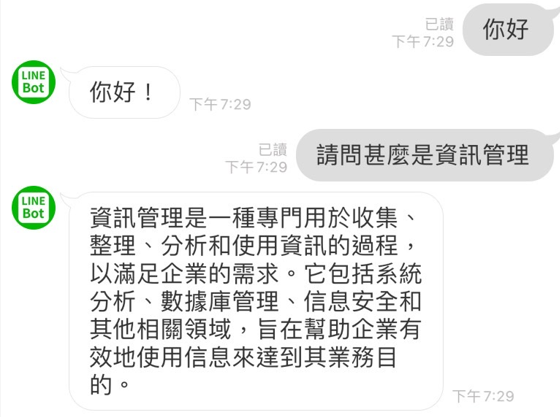 已讀
下午7:29
你好
LINE
Bot
你好！
下午7:29
已讀
下午7:29
請問甚麼是資訊管理
LINE
Bot
資訊管理是一種專門用於收集、
整理、分析和使用資訊的過程，
以滿足企業的需求。它包括系統
分析、數據庫管理、信息安全和
其他相關領域，旨在幫助企業有
效地使用信息來達到其業務目
的。
下午7:29